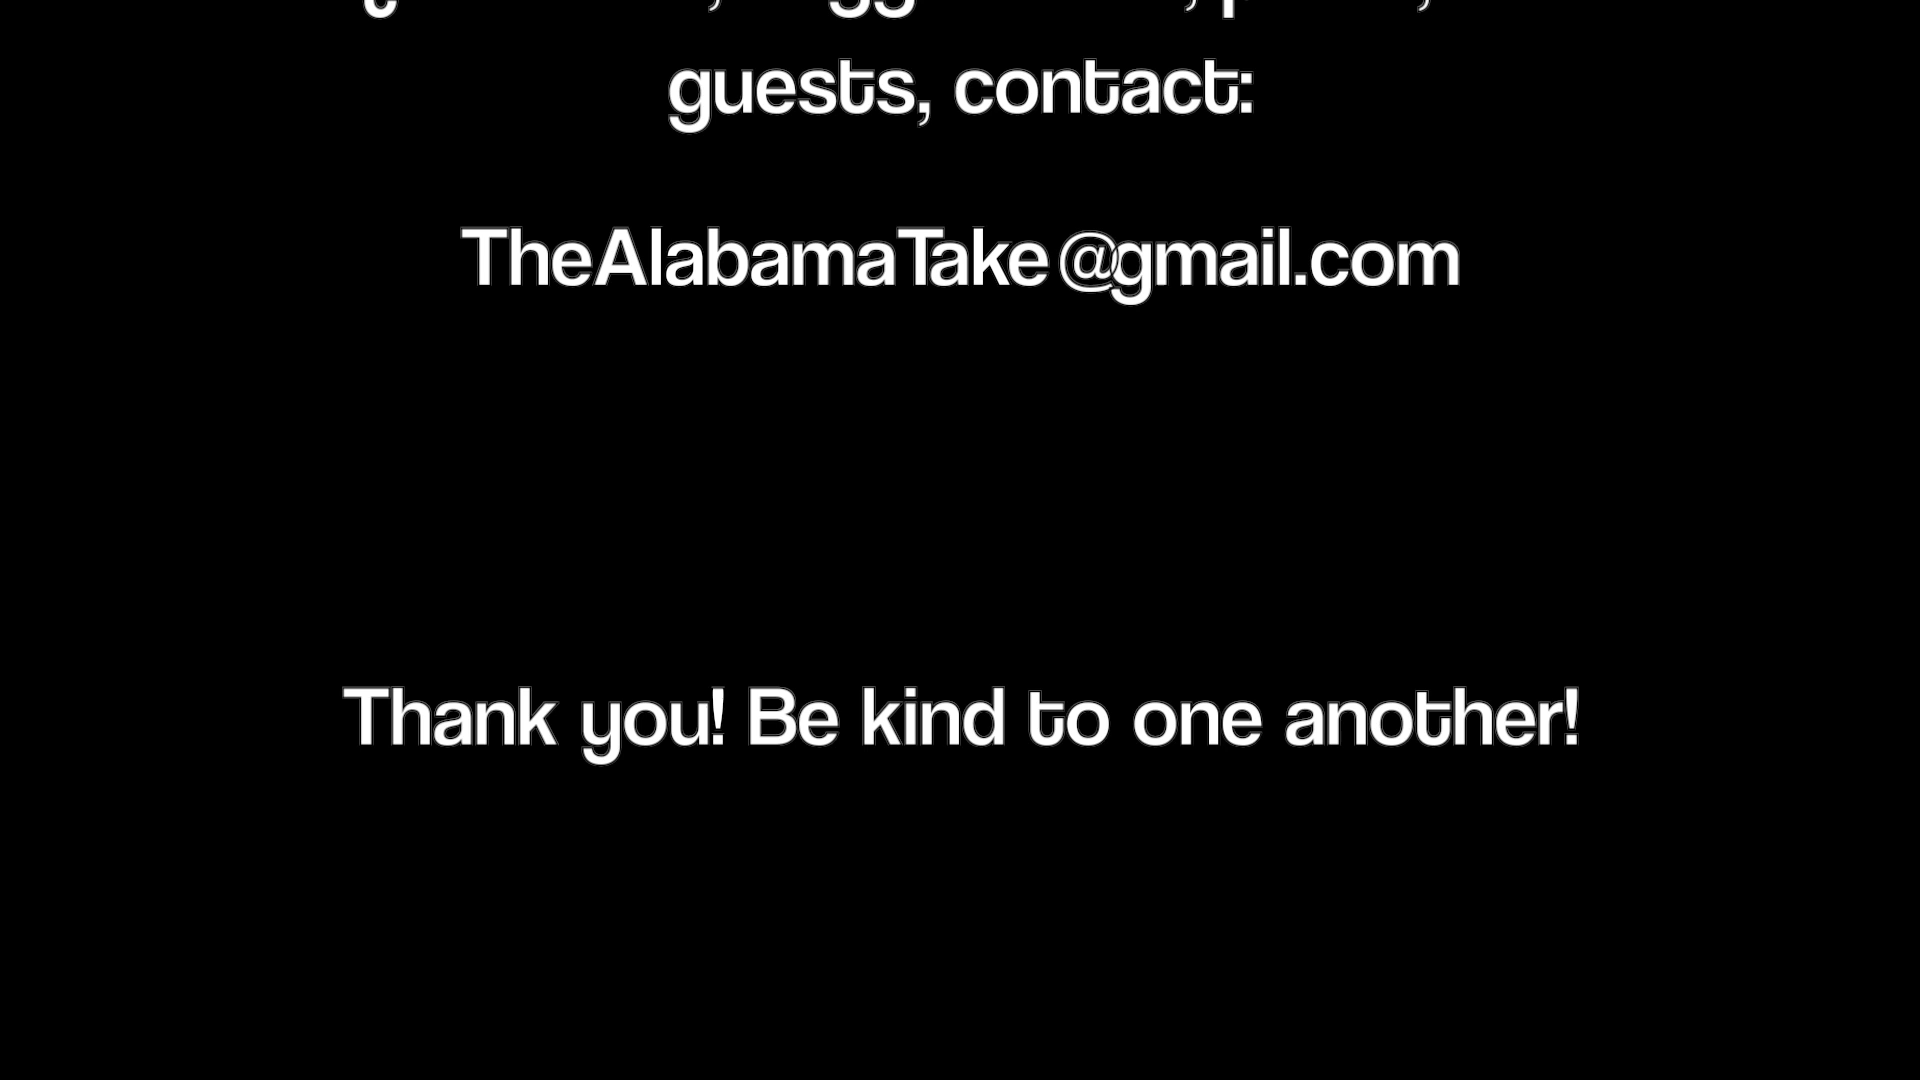 guests, contact:
TheAlabamaTake@gmail.com
Thank you! Be kind to one another!